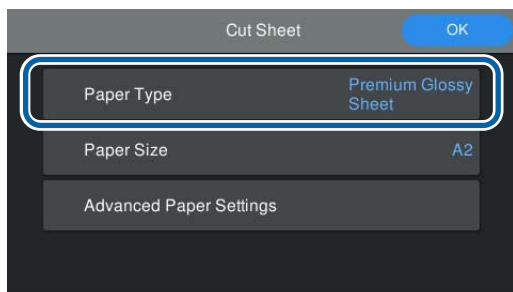 Cut Sheet
OK
Paper Type
Premium Glossy
Sheet
Paper Size
A2
Advanced Paper Settings